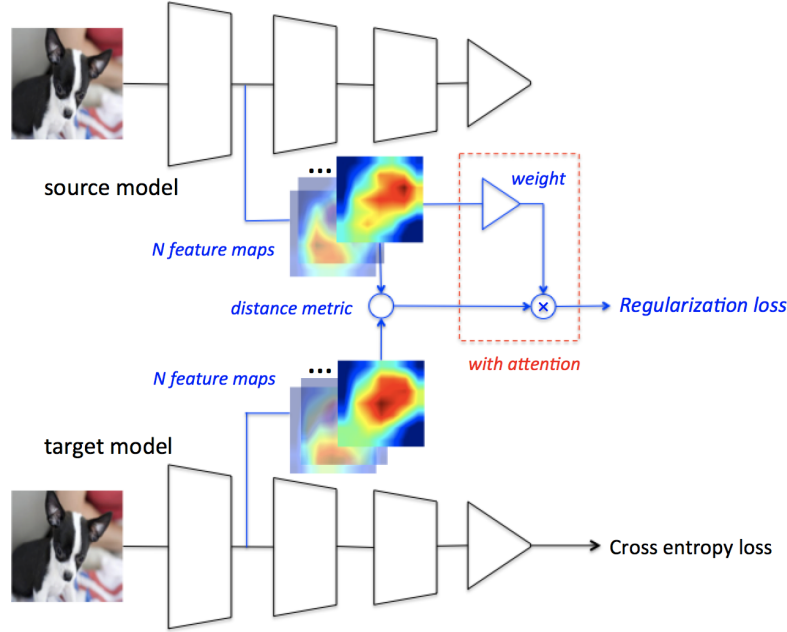 source model
...
weight
N feature maps
distance metric
Regularization loss
N feature maps
...
with attention
target model
Cross entropy loss